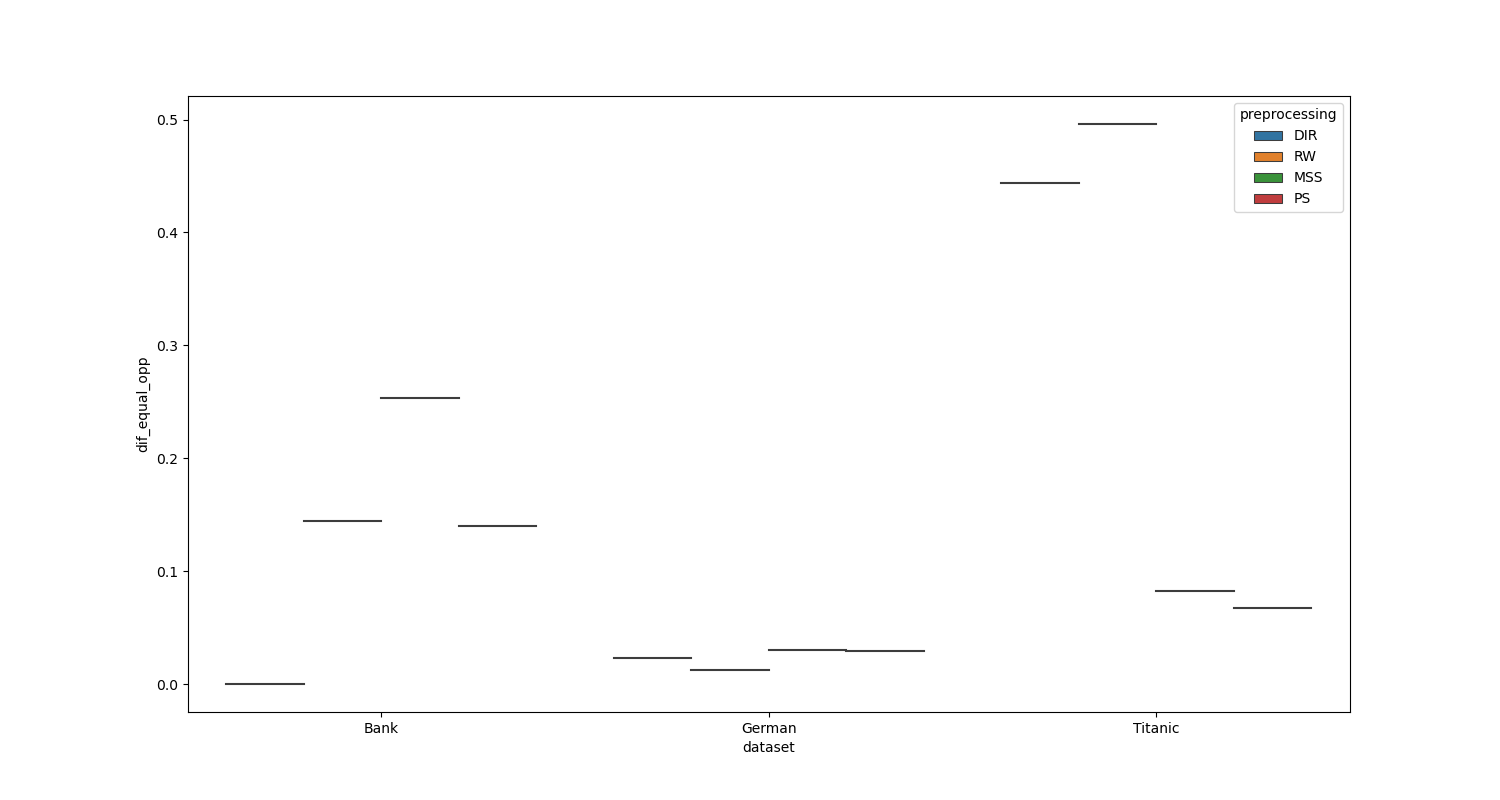 preprocessing
DIR
RW
MSS
PS
0.5
0.4
0.3
0.2
0.1
0.0
dif_equal_opp
Bank
German
Titanic
dataset